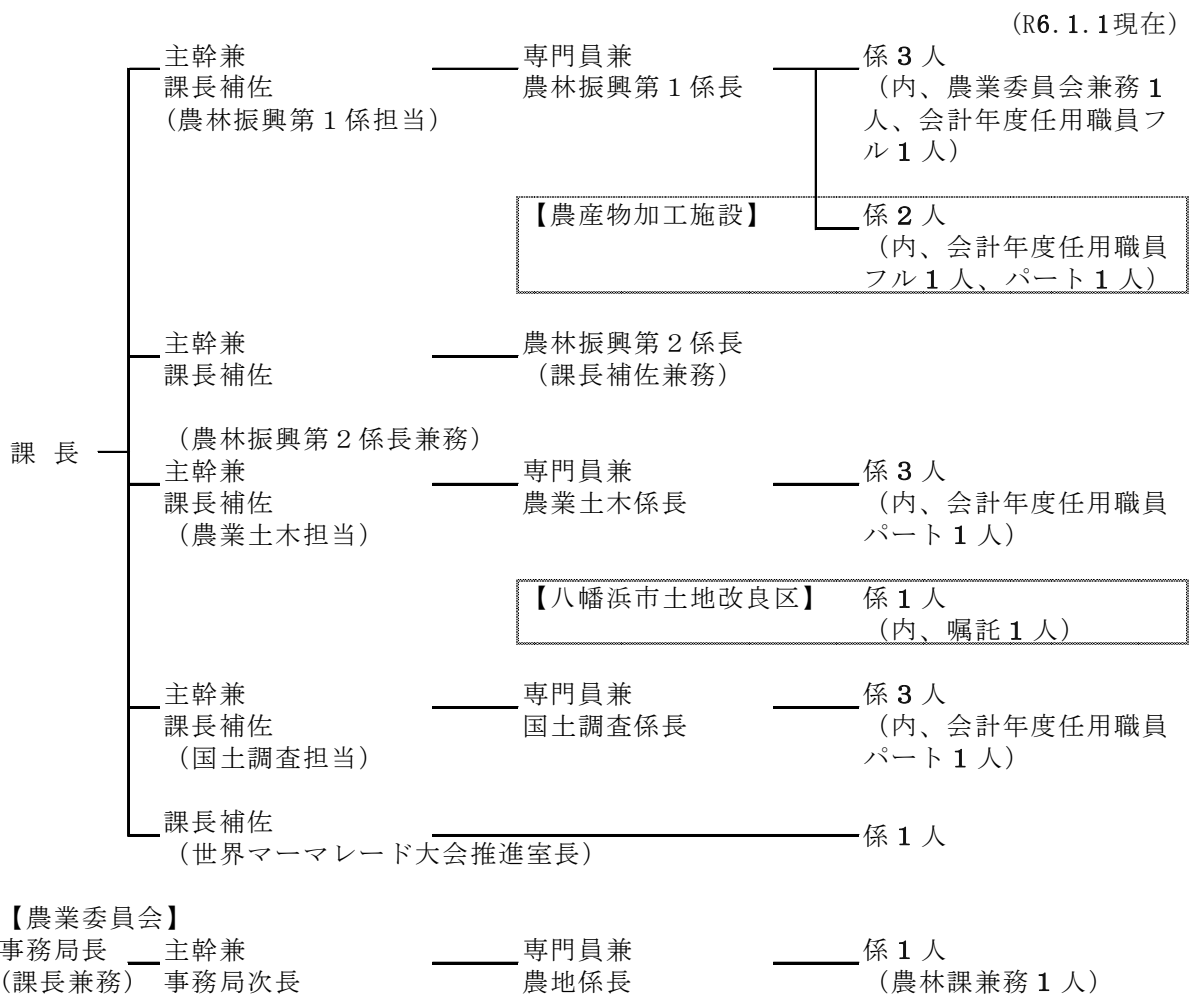 (R6.1.1現在)
主幹兼 専門員兼 係3人
課長補佐 農林振興第1係長 (内、農業委員会兼務1
(農林振興第1係担当) 人、会計年度任用職員フ
ル1人)
【農産物加工施設】 係2人
(内、会計年度任用職員
フル1人、パート1人)
主幹兼 農林振興第2係長
課長補佐 (課長補佐兼務)
(農林振興第2係長兼務)
課 長
主幹兼 専門員兼 係3人
課長補佐 農業土木係長 (内、会計年度任用職員
(農業土木担当) パート1人)
【八幡浜市土地改良区】 係1人
(内、嘱託1人)
主幹兼 専門員兼 係3人
課長補佐 国土調査係長 (内、会計年度任用職員
(国土調査担当) パート1人)
課長補佐 係1人
(世界マーマレード大会推進室長)
【農業委員会】
事務局長 主幹兼 専門員兼 係1人
(課長兼務) 事務局次長 農地係長 (農林課兼務1人)